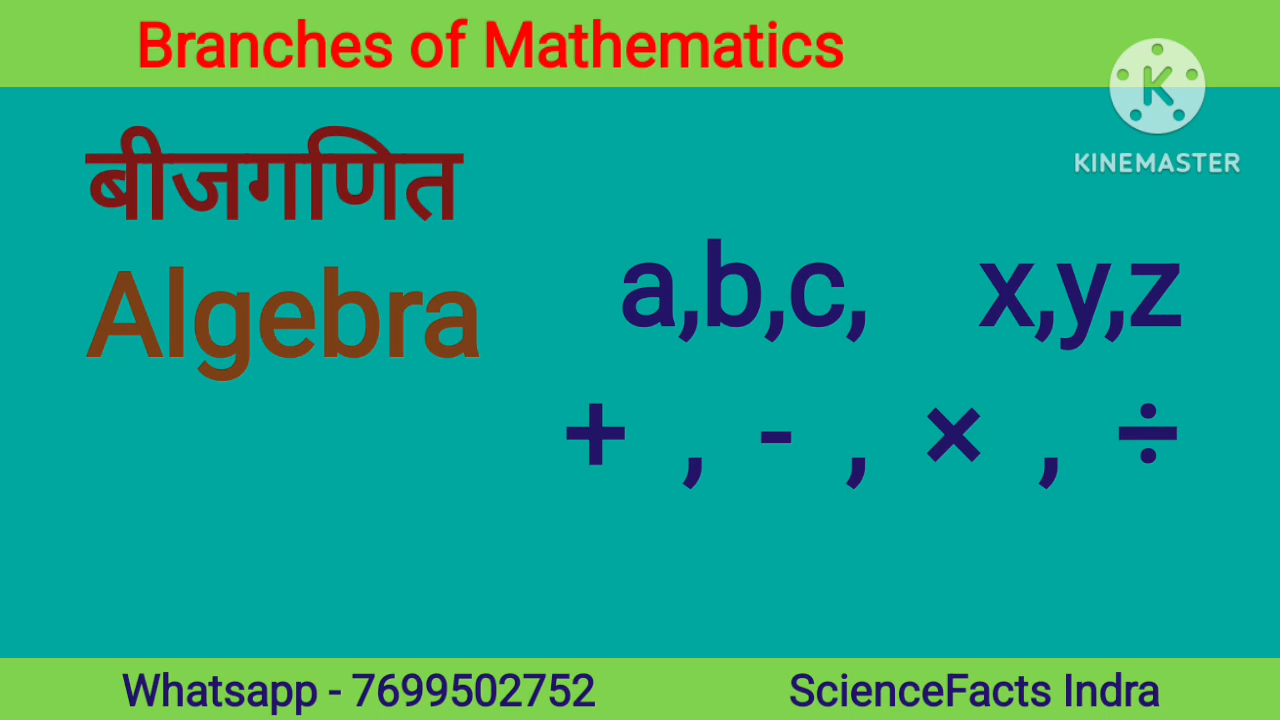 Branches of Mathematics
KINEMASTER
बीजगणित
Algebra
a,b,c, x,y,z
+ , - , × , ÷
Whatsapp - 7699502752 ScienceFacts Indra